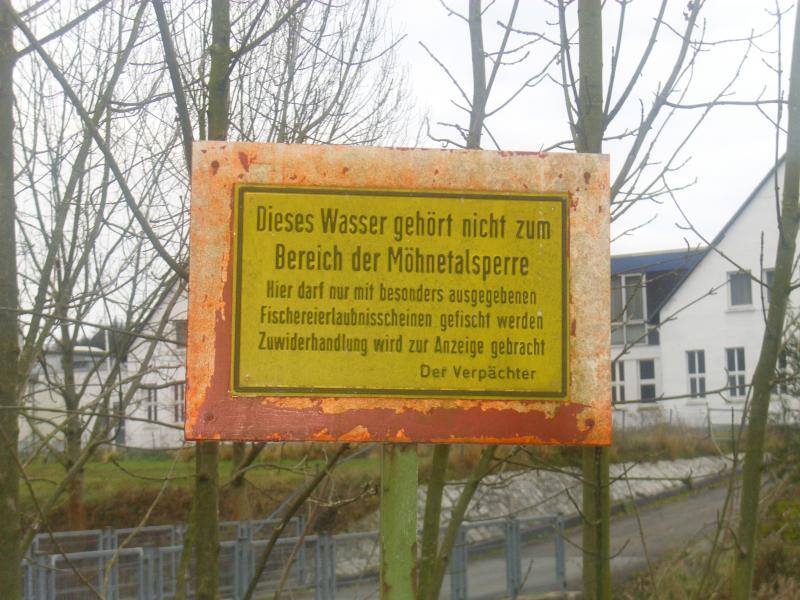 Dieses Wasser gehört nicht zum
Bereich der Möhnetalsperre
Hier darf nur mit besonders ausgegebenen
Fischereierlaubnisscheinen gefischt werden
Zuwiderhandlung wird zur Anzeige gebracht
Der Verpächter